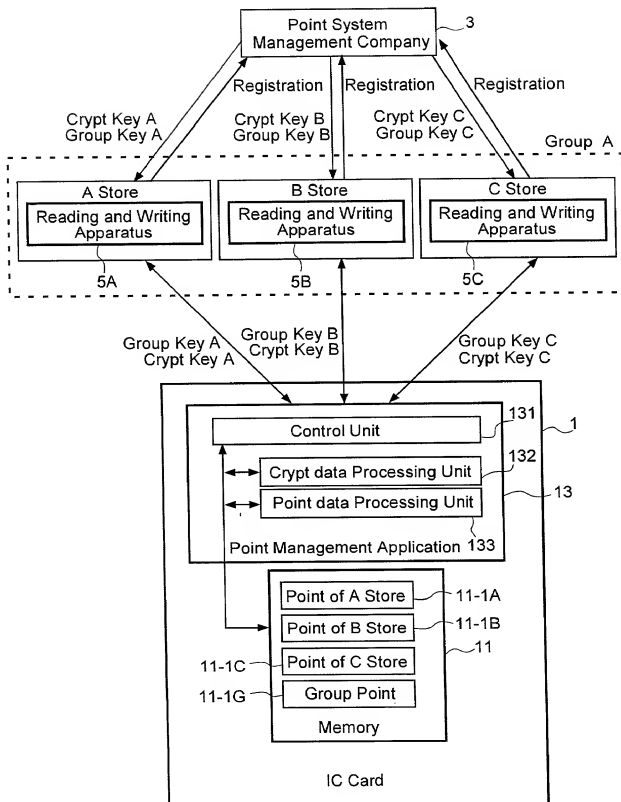 Point System
Management Company
3
Registration
Registration
Registration
Crypt Key A
Group Key A
Crypt Key B
Group Key B
Crypt Key C
Group Key C
Group A
A Store
Reading and Writing
Apparatus
B Store
Reading and Writing
Apparatus
C Store
Reading and Writing
Apparatus
5A
5B
5C
Group Key A
Crypt Key A
Group Key B
Crypt Key B
Group Key C
Crypt Key C
Control Unit
131
1
Crypt data Processing Unit
132
Point data Processing Unit
13
Point Management Application
133
Point of A Store
11-1A
Point of B Store
11-1B
11
11-1C
Point of C Store
11-1G
Group Point
Memory
IC Card